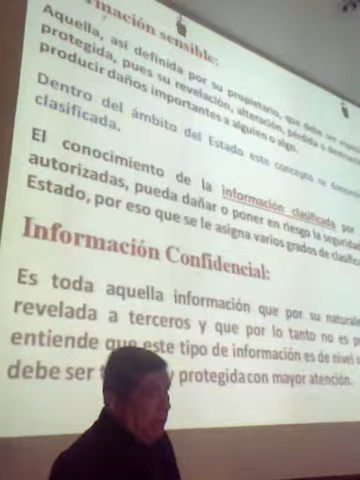 rmación sensible:
Aquella, así definida por su propietario, que debe ser
protegida, pues su revelación, alteración, pérdida o
producir daños importantes a alguien o algo.
Dentro del ámbito del Estado este concepto se
clasificada.
El conocimiento de la información clasificada por
autorizadas, pueda dañar o poner en riesgo la seguridad
Estado, por eso que se le asigna varios grados de clasific
Información Confidencial:
Es toda aquella información que por su natural
revelada a terceros y que por lo tanto no es p
entiende que este tipo de información es de nivel
debe ser t y protegida con mayor atención.